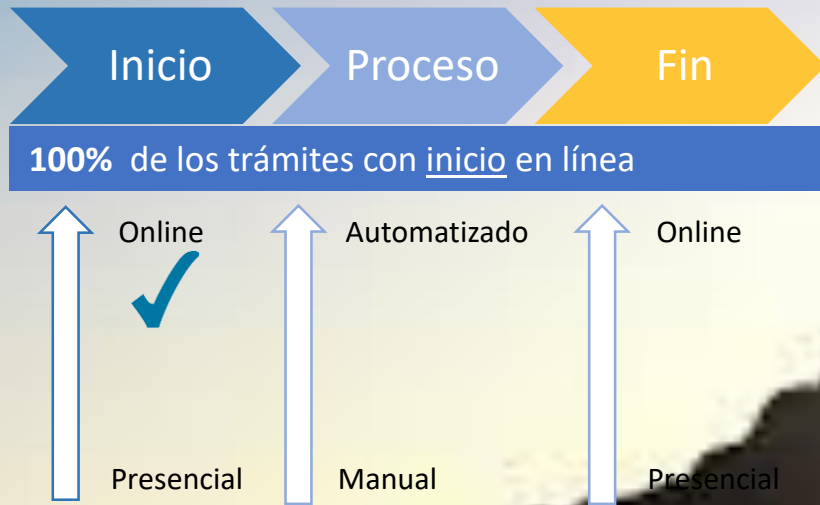 Inicio
Proceso
Fin
100% de los trámites con inicio en línea
Online
Automatizado
Online
Presencial
Manual
Presencial